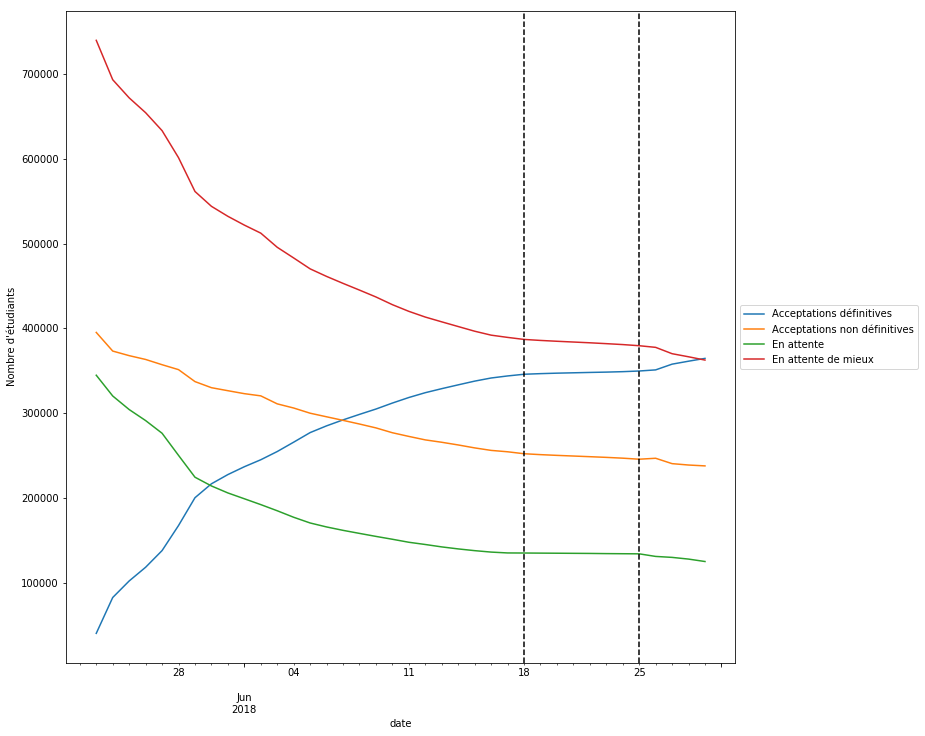 700000
600000
500000
400000
300000
200000
100000
Nombre d'étudiants
28
04
11
18
25
Jun
2018
date
Acceptations définitives
Acceptations non définitives
En attente
En attente de mieux